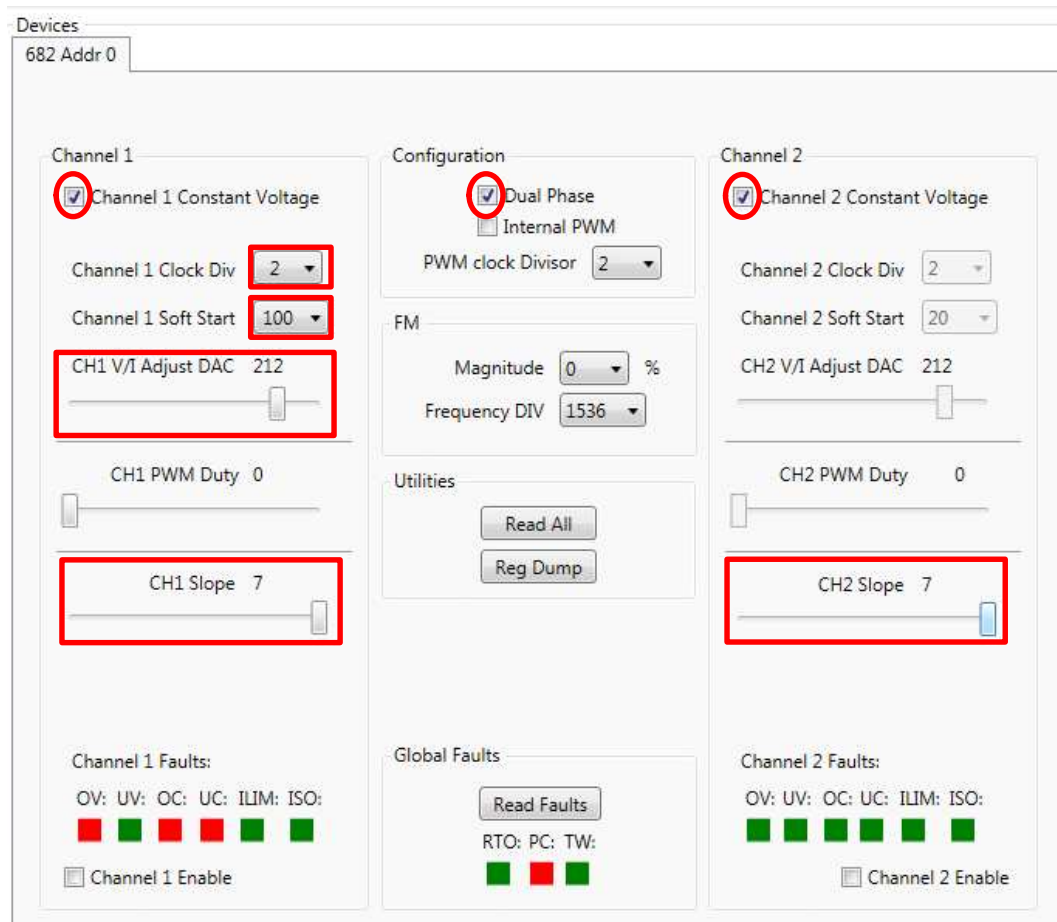 Devices
682 Addr 0
Channel 1
Channel 1 Constant Voltage
Channel 1 Clock Div 2
Channel 1 Soft Start 100
CH1 V/I Adjust DAC 212
CH1 PWM Duty 0
CH1 Slope 7
Channel 1 Faults:
OV: UV: OC: UC: ILIM: ISO:
Channel 1 Enable
Configuration
Dual Phase
Internal PWM
PWM clock Divisor 2
FM
Magnitude 0 %
Frequency DIV 1536
Utilities
Read All
Reg Dump
Global Faults
Read Faults
RTO: PC: TW:
Channel 2
Channel 2 Constant Voltage
Channel 2 Clock Div 2
Channel 2 Soft Start 20
CH2 V/I Adjust DAC 212
CH2 PWM Duty 0
CH2 Slope 7
Channel 2 Faults:
OV: UV: OC: UC: ILIM: ISO:
Channel 2 Enable